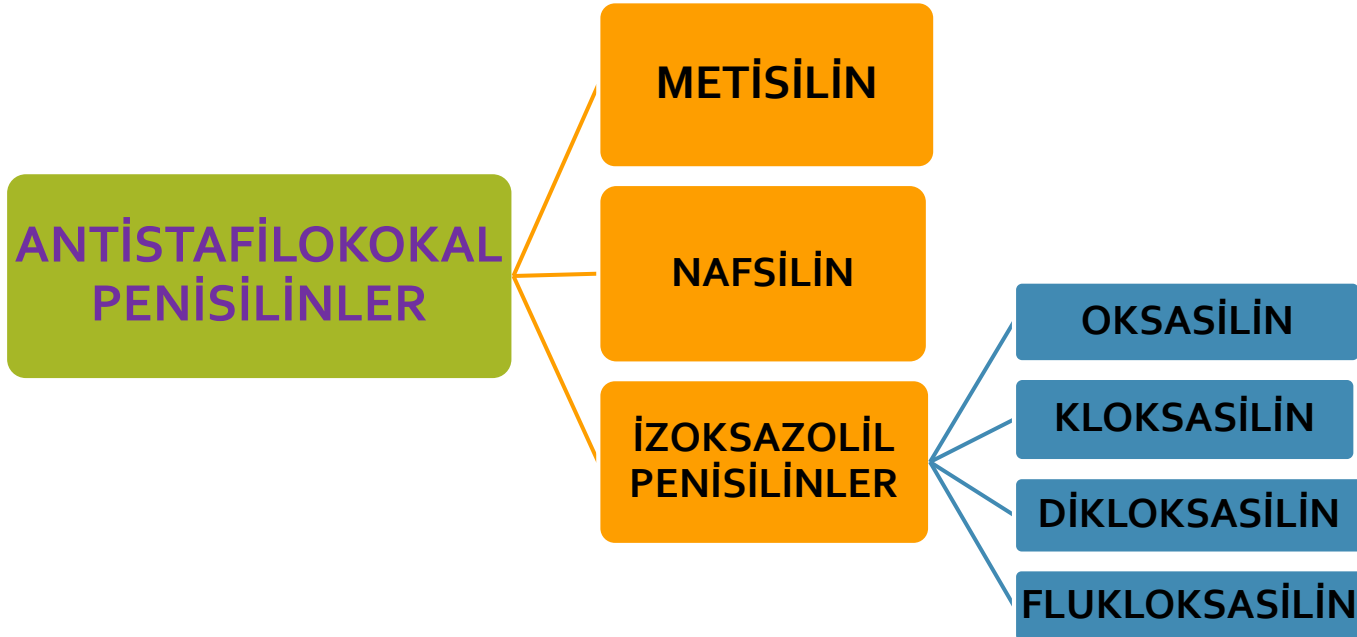 ANTİSTAFİLOKOKAL
PENİSİLİNLER
METİSİLİN
NAFSİLİN
İZOKSAZOLİL
PENİSİLİNLER
OKSASİLİN
KLOKSASİLİN
DİKLOKSASİLİN
FLUKLOKSASİLİN